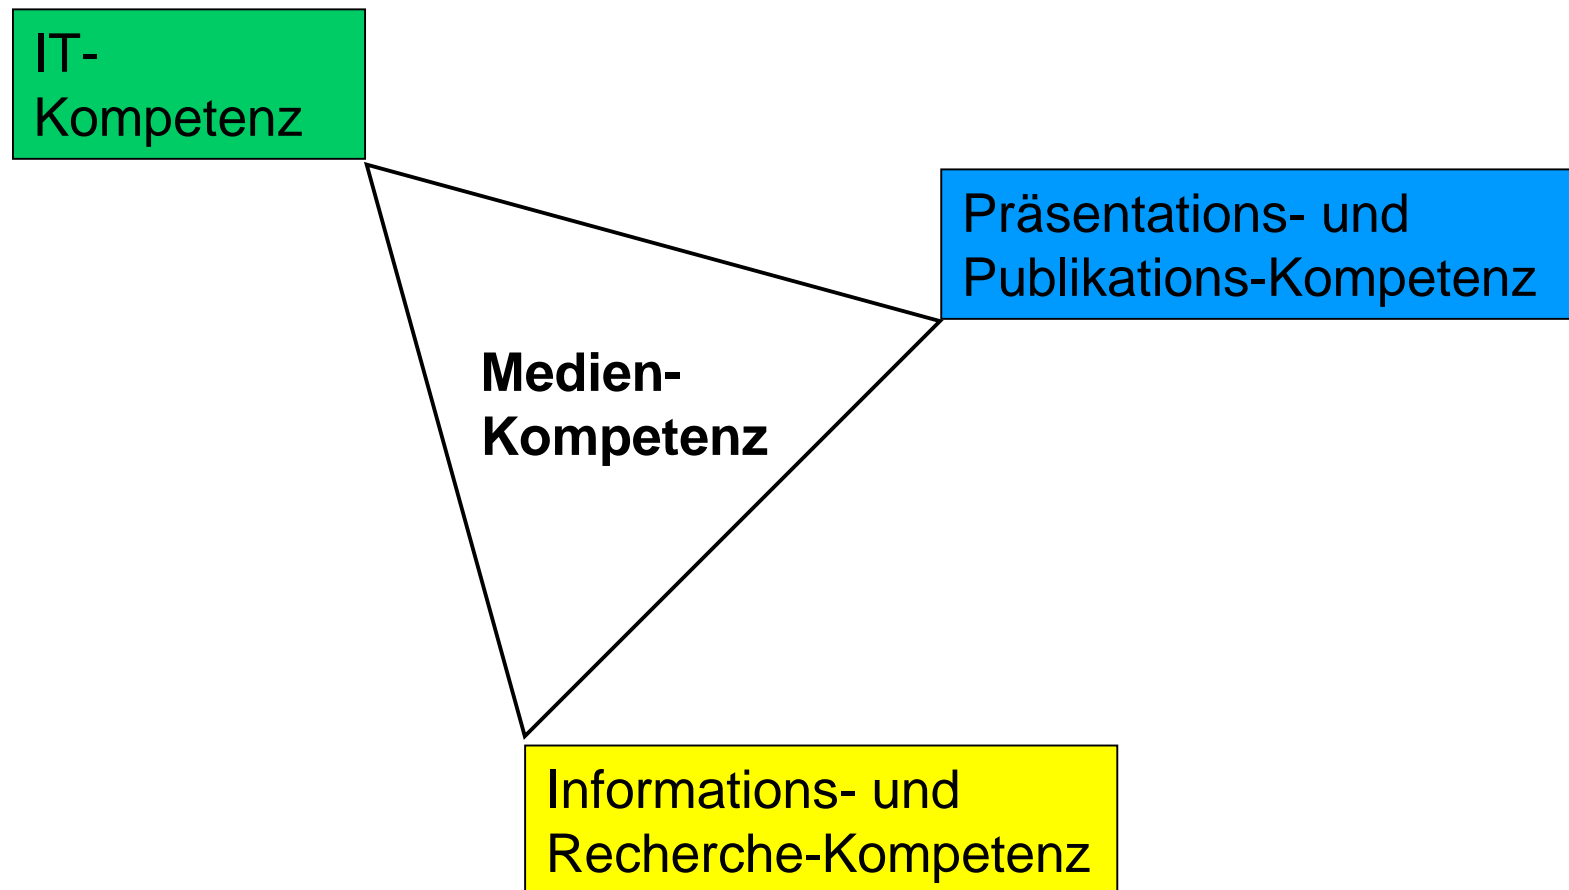 IT-
Kompetenz
Präsentations- und
Publikations-Kompetenz
Medien-
Kompetenz
Informations- und
Recherche-Kompetenz